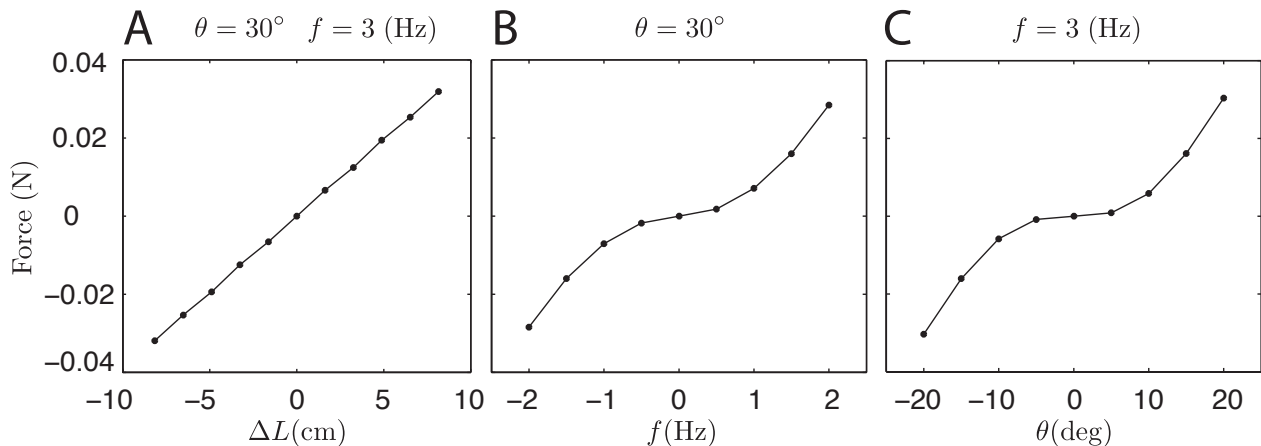 A θ = 30° f = 3 (Hz)
B θ = 30°
C f = 3 (Hz)
0.04
0.02
0
−0.02
−0.04
Force (N)
−10 −5 0 5 10
ΔL(cm)
−2 −1 0 1 2
f(Hz)
−20 −10 0 10 20
θ(deg)